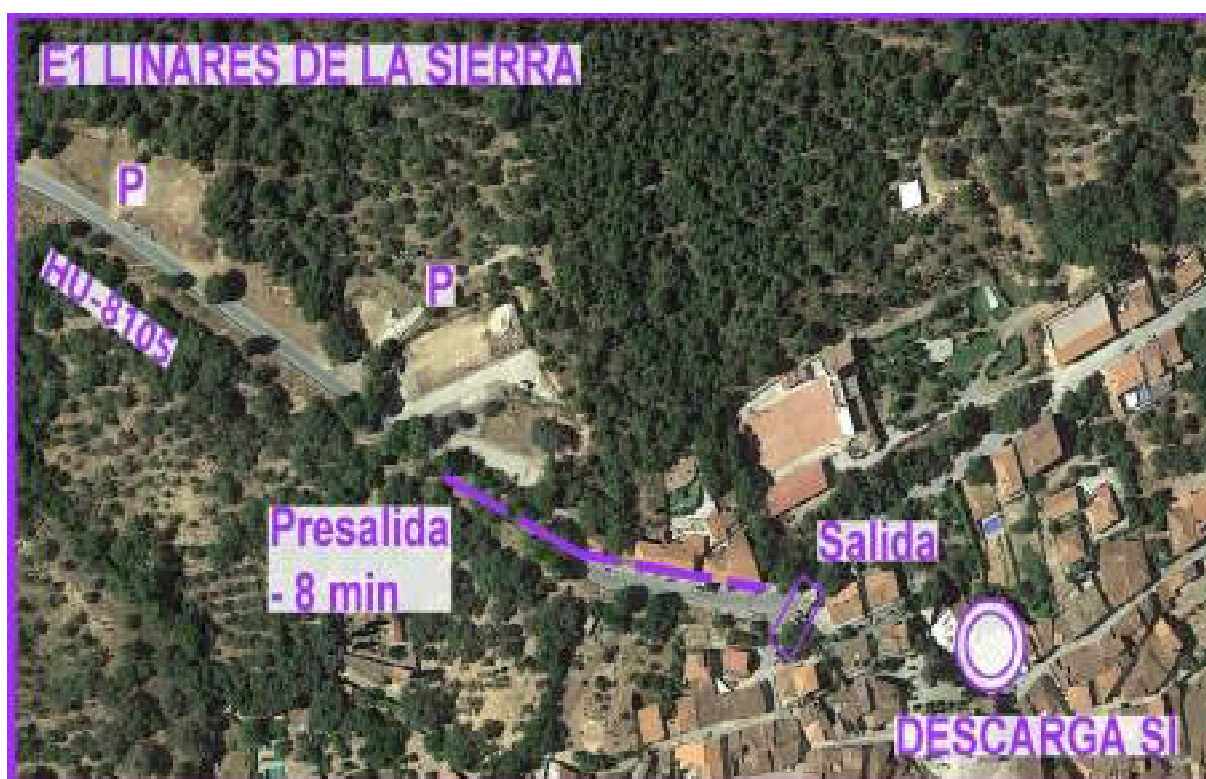 E1 LINARES DE LA SIERRA
P
P
HU-8105
Presalida
- 8 min
Salida
DESCARGA SI